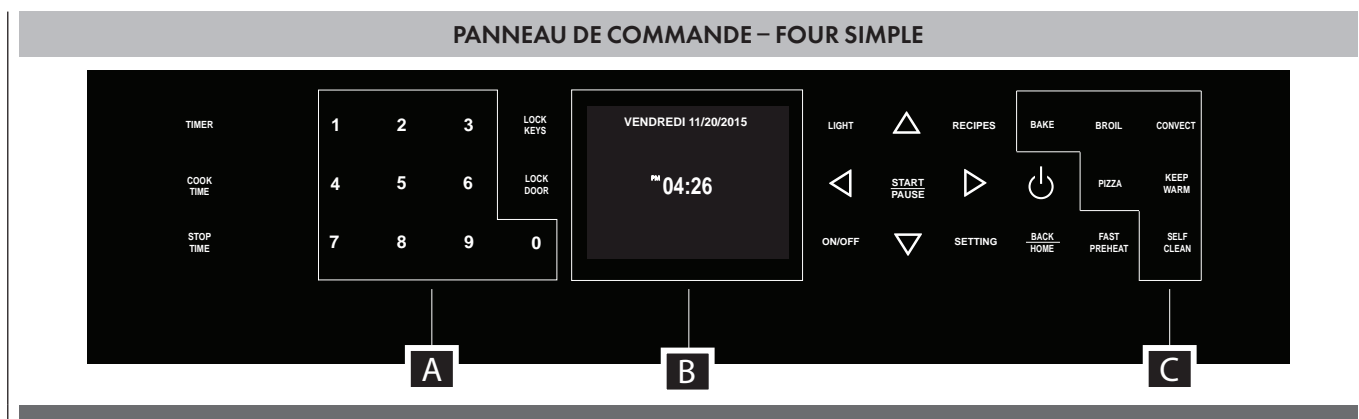 PANNEAU DE COMMANDE – FOUR SIMPLE
TIMER 1 2 3 LOCK KEYS VENDREDI 11/20/2015 LIGHT RECIPES BAKE BROIL CONVECT
COOK TIME 4 5 6 LOCK DOOR PM 04:26 START PAUSE PIZZA KEEP WARM
STOP TIME 7 8 9 0 ON/OFF SETTING BACK HOME FAST PREHEAT SELF CLEAN
A B C